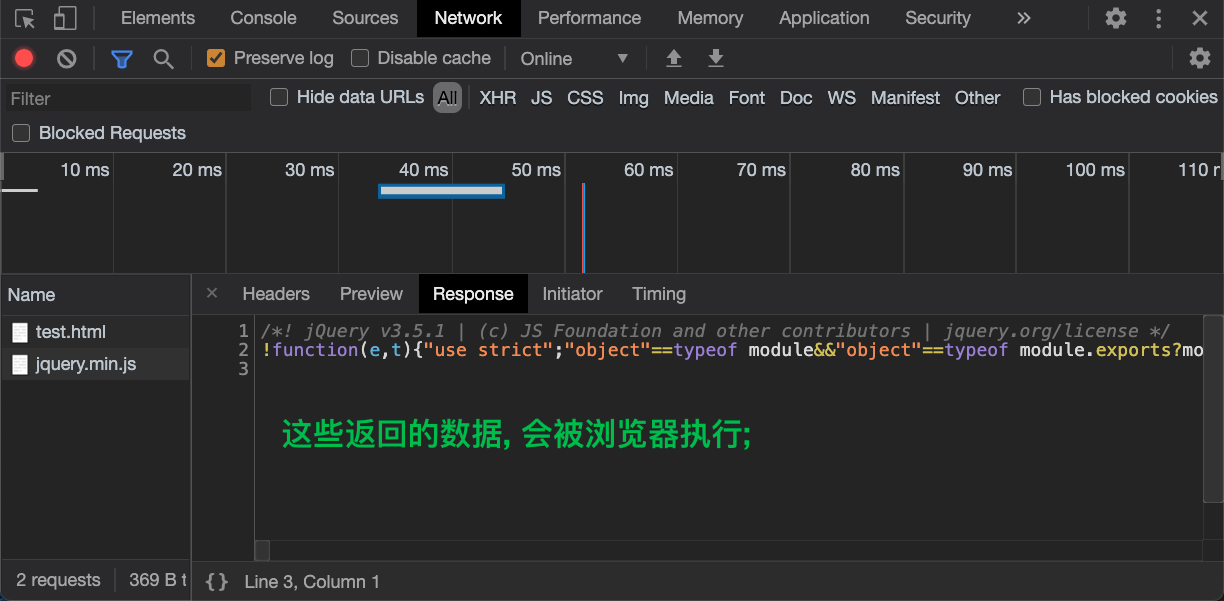 Elements Console Sources Network Performance Memory Application Security »
Preserve log Disable cache Online ▼
Filter Hide data URLs All XHR JS CSS Img Media Font Doc WS Manifest Other Has blocked cookies
Blocked Requests
10 ms 20 ms 30 ms 40 ms 50 ms 60 ms 70 ms 80 ms 90 ms 100 ms 110 r
Name × Headers Preview Response Initiator Timing
test.html
jquery.min.js
1 /*! jQuery v3.5.1 | (c) JS Foundation and other contributors | jquery.org/license */
2 !function(e,t){"use strict";"object"==typeof module&&"object"==typeof module.exports?mo
3
这些返回的数据, 会被浏览器执行;
2 requests 369 B t {} Line 3, Column 1